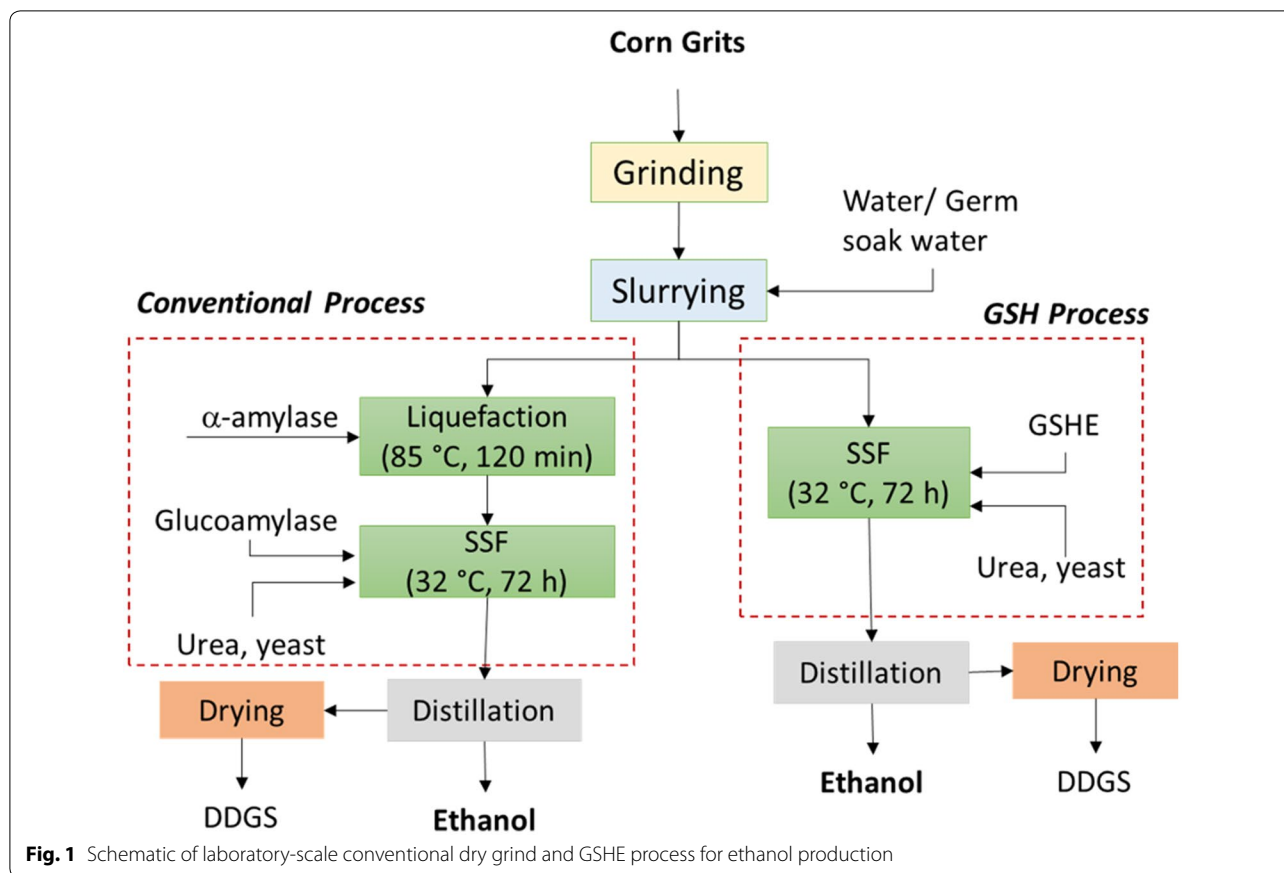 Corn Grits
Grinding
Water/ Germ
soak water
Slurrying
Conventional Process
GSH Process
α-amylase
Liquefaction
(85 °C, 120 min)
GSHE
SSF
(32 °C, 72 h)
Glucoamylase
SSF
(32 °C, 72 h)
Urea, yeast
Urea, yeast
Distillation
Drying
Drying
Distillation
Ethanol
DDGS
DDGS
Ethanol
Fig. 1 Schematic of laboratory-scale conventional dry grind and GSHE process for ethanol production